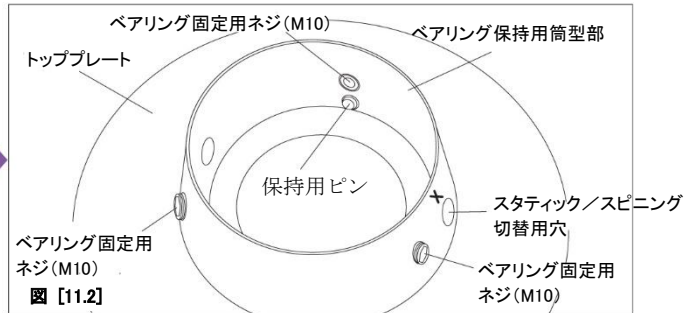 ベアリング固定用ネジ（M10）
ベアリング保持用筒型部
トッププレート
保持用ピン
スタティック／スピニング
切替用穴
ベアリング固定用
ネジ（M10）
ベアリング固定用
ネジ（M10）
図 [11.2]